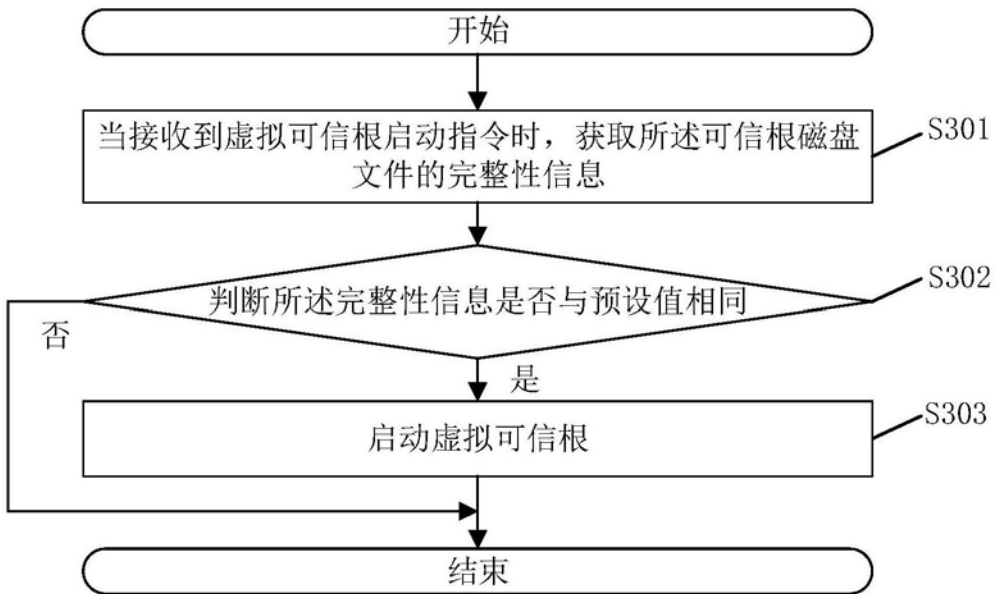 开始
当接收到虚拟可信根启动指令时，获取所述可信根磁盘
文件的完整性信息
S301
判断所述完整性信息是否与预设值相同
S302
否
是
启动虚拟可信根
S303
结束